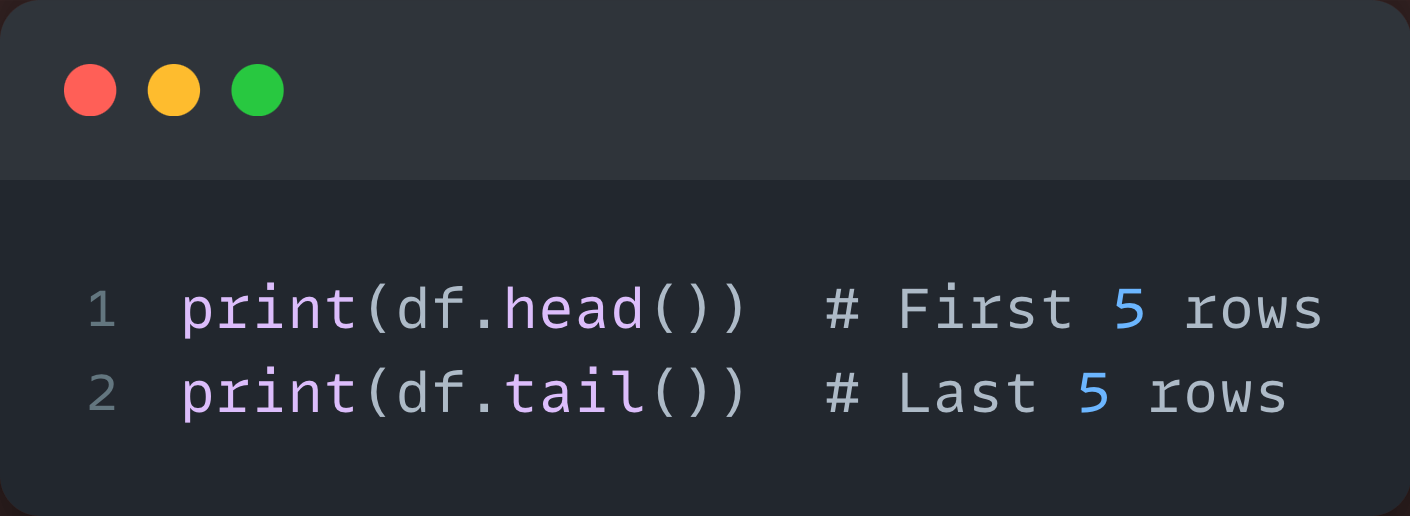 1 print(df.head())  # First 5 rows
2 print(df.tail())  # Last 5 rows